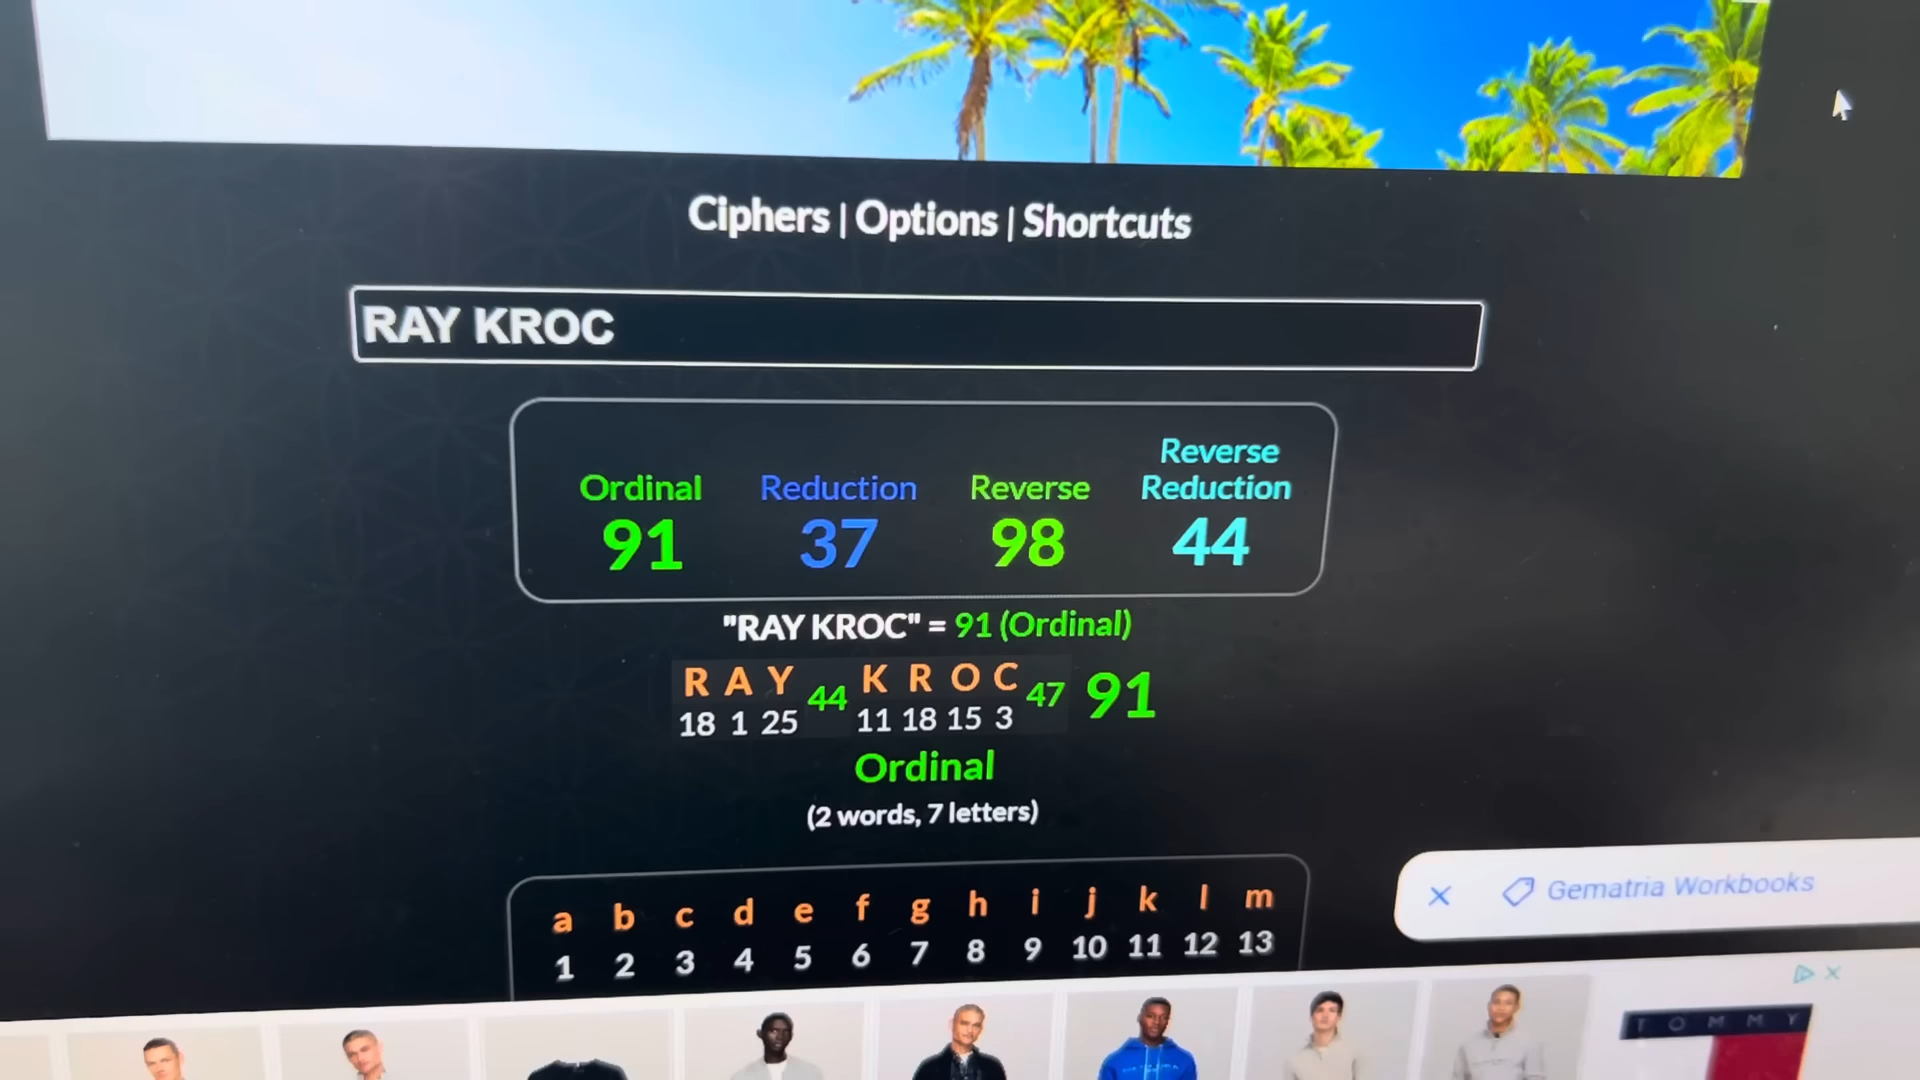 Ciphers | Options | Shortcuts
RAY KROC
Ordinal Reduction Reverse Reverse Reduction
91 37 98 44
"RAY KROC" = 91 (Ordinal)
R A Y 44 K R O C 47 91
18 1 25 11 18 15 3
Ordinal
(2 words, 7 letters)
a b c d e f g h i j k l m
1 2 3 4 5 6 7 8 9 10 11 12 13
Gematria Workbooks
TOMMY